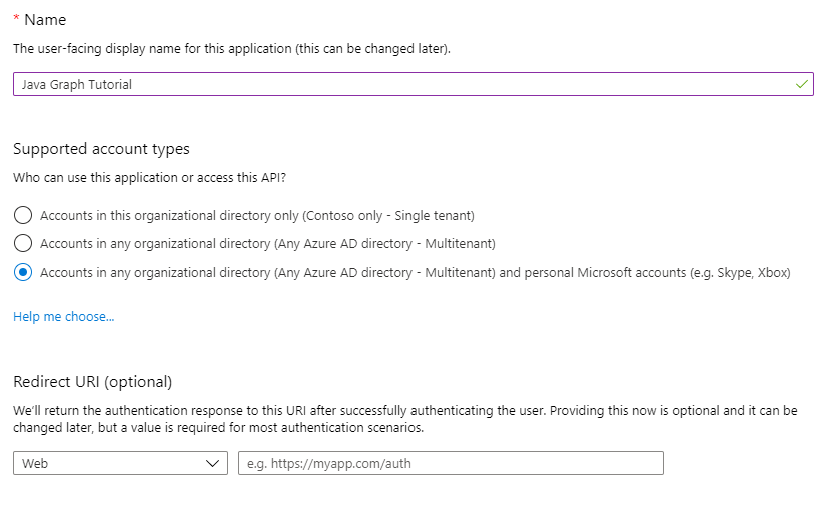 * Name
The user-facing display name for this application (this can be changed later).
Java Graph Tutorial
Supported account types
Who can use this application or access this API?
Accounts in this organizational directory only (Contoso only - Single tenant)
Accounts in any organizational directory (Any Azure AD directory - Multitenant)
Accounts in any organizational directory (Any Azure AD directory - Multitenant) and personal Microsoft accounts (e.g. Skype, Xbox)
Help me choose...
Redirect URI (optional)
We'll return the authentication response to this URI after successfully authenticating the user. Providing this now is optional and it can be
changed later, but a value is required for most authentication scenarios.
Web
e.g. https://myapp.com/auth